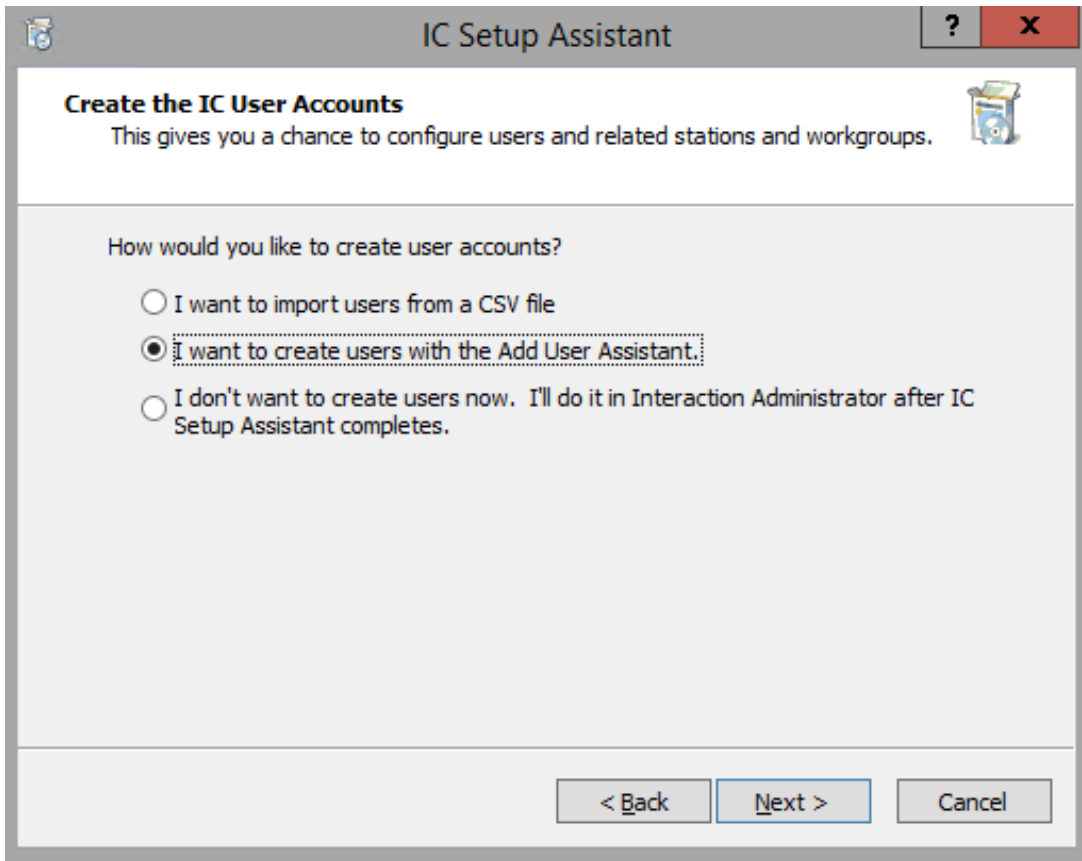 IC Setup Assistant
?
X
Create the IC User Accounts
This gives you a chance to configure users and related stations and workgroups.
How would you like to create user accounts?
I want to import users from a CSV file
I want to create users with the Add User Assistant.
I don't want to create users now.  I'll do it in Interaction Administrator after IC
Setup Assistant completes.
< Back
Next >
Cancel